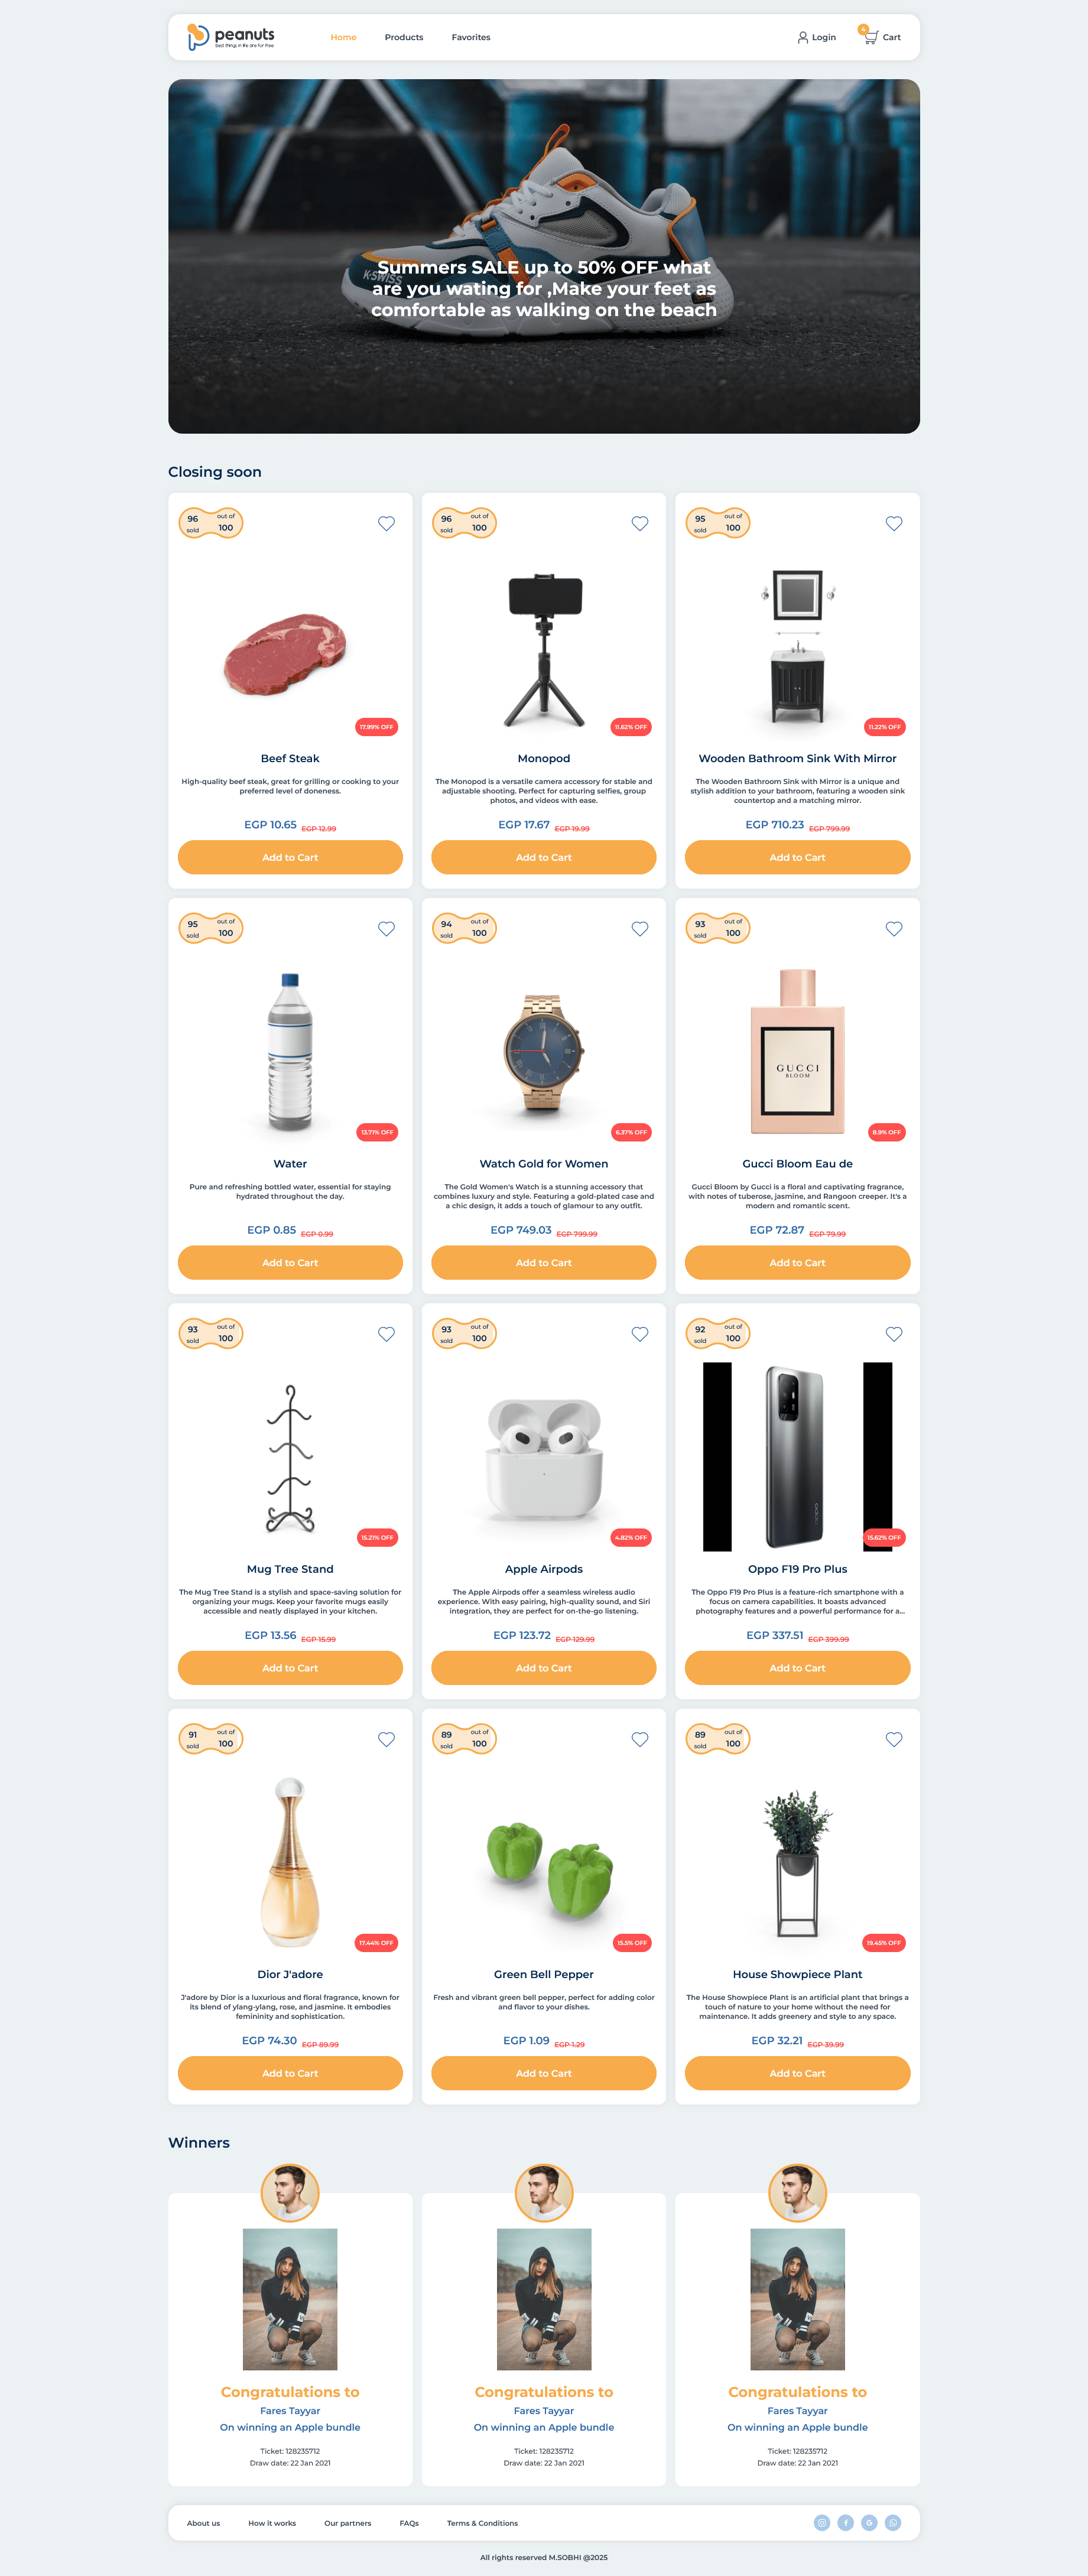 peanuts
best things in life are for free
Home
Products
Favorites
Login
4
Cart
K-SWISS
Summers SALE up to 50% OFF what
are you wating for ,Make your feet as
comfortable as walking on the beach
Closing soon
96 sold out of 100
17.99% OFF
Beef Steak
High-quality beef steak, great for grilling or cooking to your
preferred level of doneness.
EGP 10.65 EGP 12.99
Add to Cart
96 sold out of 100
11.62% OFF
Monopod
The Monopod is a versatile camera accessory for stable and
adjustable shooting. Perfect for capturing selfies, group
photos, and videos with ease.
EGP 17.67 EGP 19.99
Add to Cart
95 sold out of 100
11.22% OFF
Wooden Bathroom Sink With Mirror
The Wooden Bathroom Sink with Mirror is a unique and
stylish addition to your bathroom, featuring a wooden sink
countertop and a matching mirror.
EGP 710.23 EGP 799.99
Add to Cart
95 sold out of 100
13.71% OFF
Water
Pure and refreshing bottled water, essential for staying
hydrated throughout the day.
EGP 0.85 EGP 0.99
Add to Cart
94 sold out of 100
6.37% OFF
Watch Gold for Women
The Gold Women's Watch is a stunning accessory that
combines luxury and style. Featuring a gold-plated case and
a chic design, it adds a touch of glamour to any outfit.
EGP 749.03 EGP 799.99
Add to Cart
93 sold out of 100
GUCCI
BLOOM
8.9% OFF
Gucci Bloom Eau de
Gucci Bloom by Gucci is a floral and captivating fragrance,
with notes of tuberose, jasmine, and Rangoon creeper. It's a
modern and romantic scent.
EGP 72.87 EGP 79.99
Add to Cart
93 sold out of 100
15.21% OFF
Mug Tree Stand
The Mug Tree Stand is a stylish and space-saving solution for
organizing your mugs. Keep your favorite mugs easily
accessible and neatly displayed in your kitchen.
EGP 13.56 EGP 15.99
Add to Cart
93 sold out of 100
4.82% OFF
Apple Airpods
The Apple Airpods offer a seamless wireless audio
experience. With easy pairing, high-quality sound, and Siri
integration, they are perfect for on-the-go listening.
EGP 123.72 EGP 129.99
Add to Cart
92 sold out of 100
oppo
15.62% OFF
Oppo F19 Pro Plus
The Oppo F19 Pro Plus is a feature-rich smartphone with a
focus on camera capabilities. It boasts advanced
photography features and a powerful performance for a...
EGP 337.51 EGP 399.99
Add to Cart
91 sold out of 100
17.44% OFF
Dior J'adore
J'adore by Dior is a luxurious and floral fragrance, known for
its blend of ylang-ylang, rose, and jasmine. It embodies
femininity and sophistication.
EGP 74.30 EGP 89.99
Add to Cart
89 sold out of 100
15.5% OFF
Green Bell Pepper
Fresh and vibrant green bell pepper, perfect for adding color
and flavor to your dishes.
EGP 1.09 EGP 1.29
Add to Cart
89 sold out of 100
19.45% OFF
House Showpiece Plant
The House Showpiece Plant is an artificial plant that brings a
touch of nature to your home without the need for
maintenance. It adds greenery and style to any space.
EGP 32.21 EGP 39.99
Add to Cart
Winners
Congratulations to
Fares Tayyar
On winning an Apple bundle
Ticket: 128235712
Draw date: 22 Jan 2021
Congratulations to
Fares Tayyar
On winning an Apple bundle
Ticket: 128235712
Draw date: 22 Jan 2021
Congratulations to
Fares Tayyar
On winning an Apple bundle
Ticket: 128235712
Draw date: 22 Jan 2021
About us
How it works
Our partners
FAQs
Terms & Conditions
All rights reserved M.SOBHI @2025